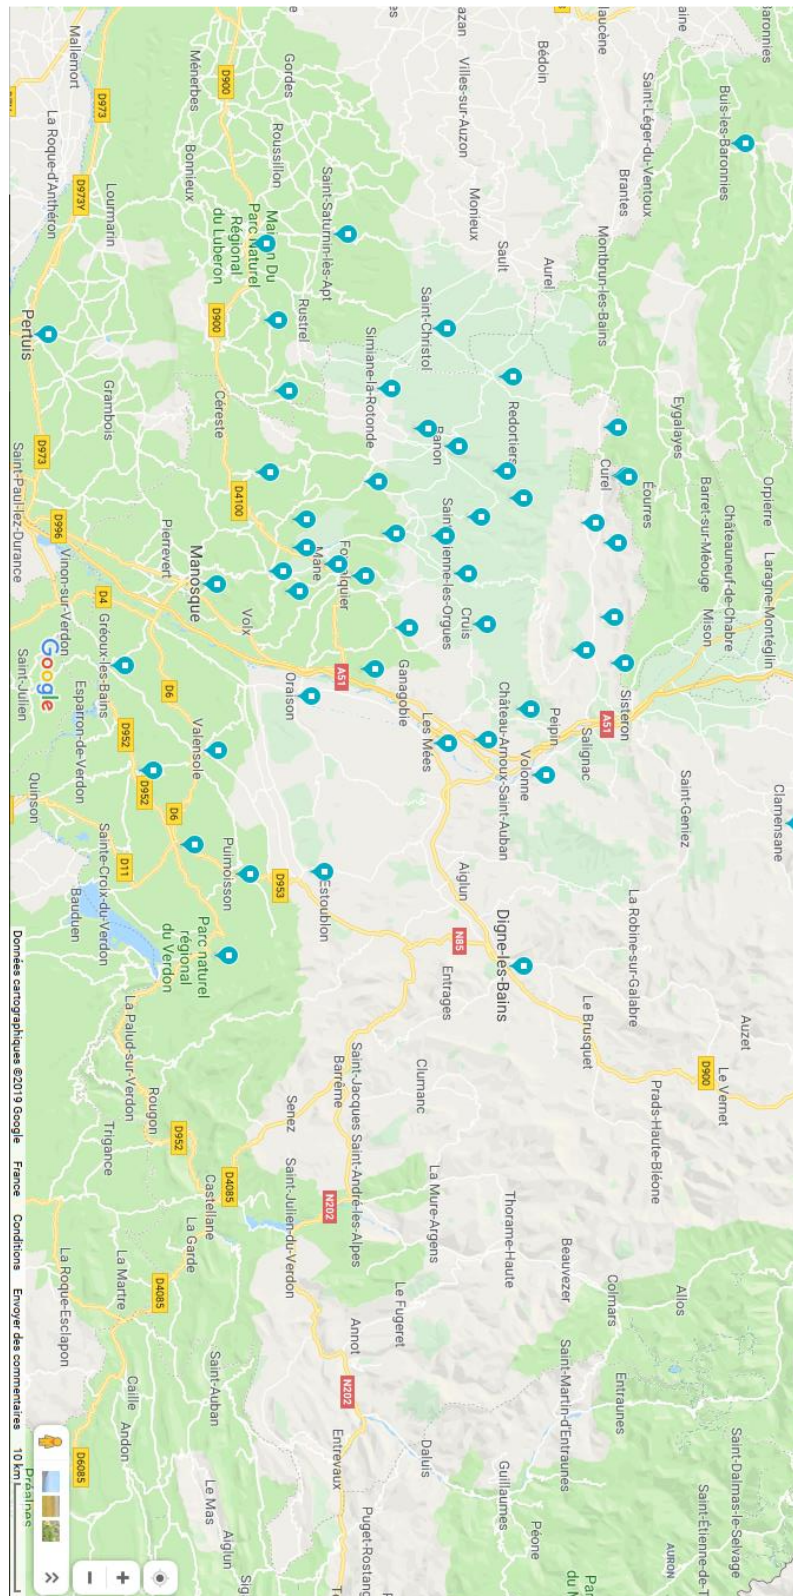 Mallemort
La Roque-d'Anthéron
D973
D973Y
Lourmarin
Ménerbes
Bonnieux
D900
Gordes
Roussillon
Saint-Saturnin-lès-Apt
Parc Naturel
Régional
du Luberon
Rustrel
D900
Céreste
Pertuis
Grambois
D973
Saint-Paul-lez-Durance
D996
Vinon-sur-Verdon
Pierrevert
Manosque
D4100
Volx
Mane
Villes-sur-Auzon
Bédoin
Monieux
Sault
Aurel
Saint-Christol
Simiane-la-Rotonde
Banon
Redortiers
Saint-Léger-du-Ventoux
Buis-les-Baronnies
Brantes
Montbrun-les-Bains
Eygalayes
Curel
Éourres
Barret-sur-Méouge
Châteauneuf-de-Chabre
Orpierre
Laragne-Montéglin
Mison
Sisteron
A51
Salignac
Peipin
Volonne
Château-Arnoux-Saint-Auban
Cruis
Ganagobie
Les Mées
A51
Oraison
D4
Gréoux-les-Bains
D6
Saint-Julien
Esparron-de-Verdon
D952
Valensole
D952
Quinson
D6
Puimoisson
D11
Sainte-Croix-du-Verdon
Bauduen
D953
Estoublon
Parc naturel
régional
du Verdon
Saint-Geniez
Clamensane
Aiglun
Digne-les-Bains
N85
Entrages
La Robine-sur-Galabre
Le Brusquet
Auzet
Le Vernet
D900
Prads-Haute-Bléone
Clumanc
Barrême
Saint-Jacques
Saint-André-les-Alpes
Senez
La Palud-sur-Verdon
Rougon
Trigance
D952
Castellane
D4085
La Garde
Saint-Julien-du-Verdon
N202
La Mure-Argens
Thorame-Haute
Beauvezer
Colmars
Allos
Le Fugeret
Annot
N202
Saint-Martin-d'Entraunes
Entraunes
Saint-Dalmas-le-Selvage
AURON
Daluis
Guillaumes
Péone
Entrevaux
La Roque-Esclapon
La Martre
D4085
Caille
Andon
D6085
Saint-Auban
Le Mas
Aiglun
Google
Données cartographiques ©2019 Google France Conditions Envoyer des commentaires 10 km